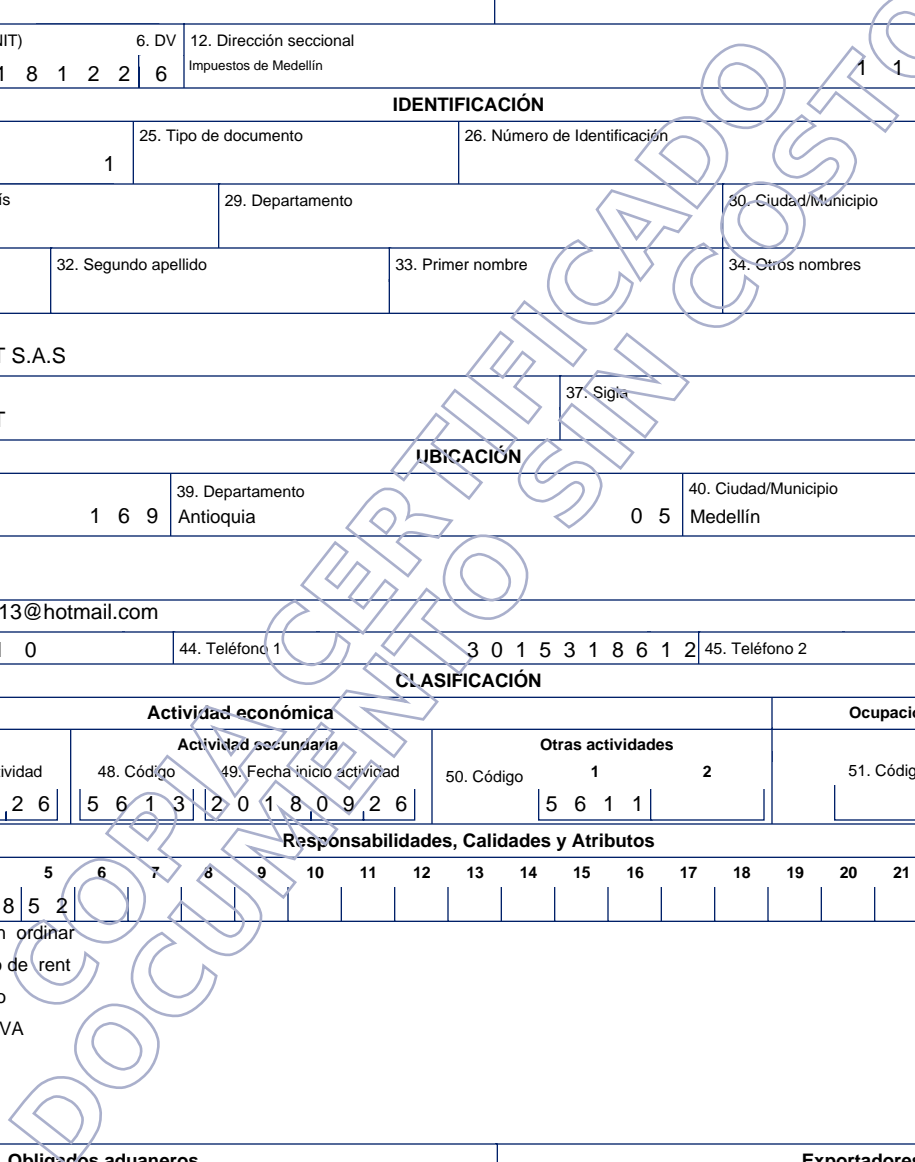 NIT) 6. DV 12. Dirección seccional
1 8 1 2 2 6 Impuestos de Medellín 1 1
IDENTIFICACIÓN
25. Tipo de documento 26. Número de Identificación
1
ís 29. Departamento 30. Ciudad/Municipio
32. Segundo apellido 33. Primer nombre 34. Otros nombres
T S.A.S
37. Sigla
T
UBICACIÓN
39. Departamento 40. Ciudad/Municipio
1 6 9 Antioquia 0 5 Medellín
13@hotmail.com
1 0 44. Teléfono 1 3 0 1 5 3 1 8 6 1 2 45. Teléfono 2
CLASIFICACIÓN
Actividad económica Ocupació
Actividad secundaria Otras actividades
ividad 48. Código 49. Fecha inicio actividad 50. Código 1 2 51. Códig
2 6 5 6 1 3 2 0 1 8 0 9 2 6 5 6 1 1
Responsabilidades, Calidades y Atributos
5 6 7 8 9 10 11 12 13 14 15 16 17 18 19 20 21
8 5 2
n ordinar
o de rent
o
VA
Obligados aduaneros Exportadores
COPIA CERTIFICADO
DOCUMENTO SIN COSTO